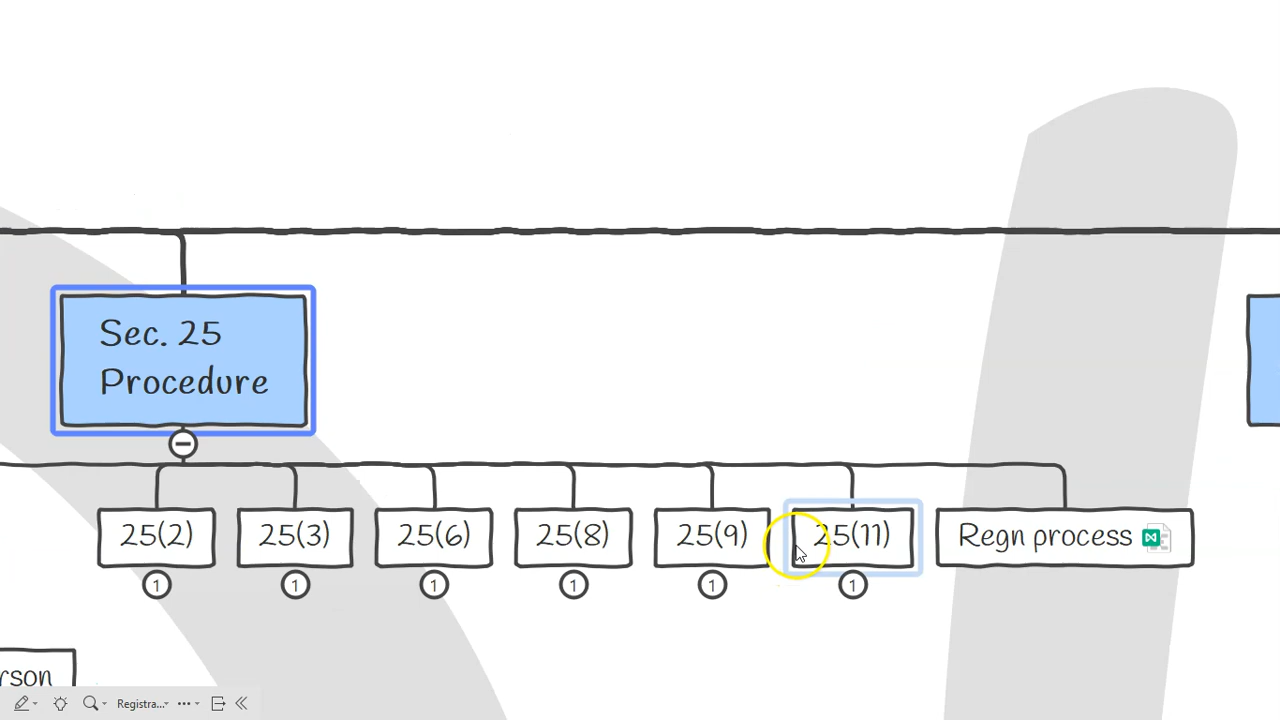 Sec. 25
Procedure
25(2)
25(3)
25(6)
25(8)
25(9)
25(11)
Regn process
1
1
1
1
1
1
rson
Registra...